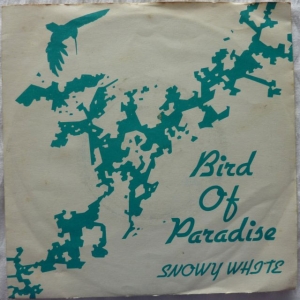 Bird
Of
Paradise
SNOWY WHITE